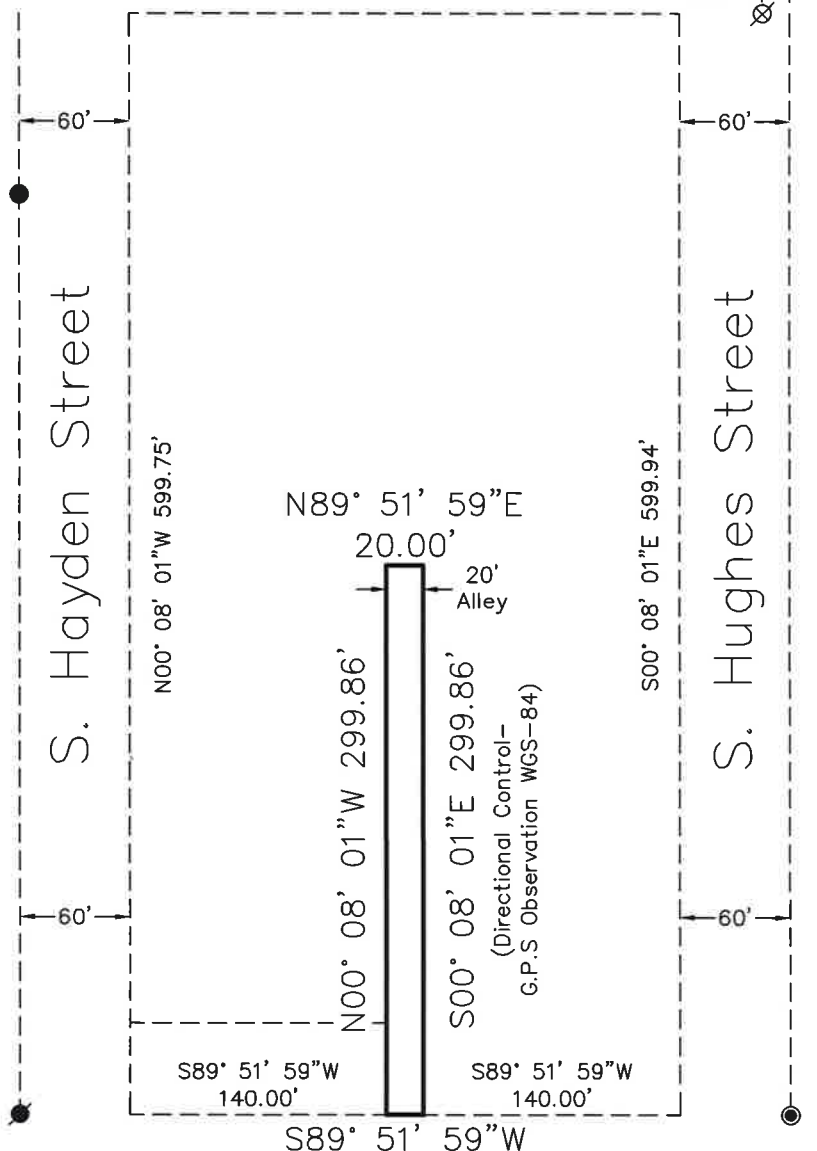 60'
60'
S. Hayden Street
N00° 08' 01"W 599.75'
S00° 08' 01"E 599.94'
S. Hughes Street
N89° 51' 59"E
20.00'
20'
Alley
N00° 08' 01"W 299.86'
S00° 08' 01"E 299.86'
(Directional Control-
G.P.S Observation WGS-84)
60'
60'
S89° 51' 59"W
140.00'
S89° 51' 59"W
140.00'
S89° 51' 59"W